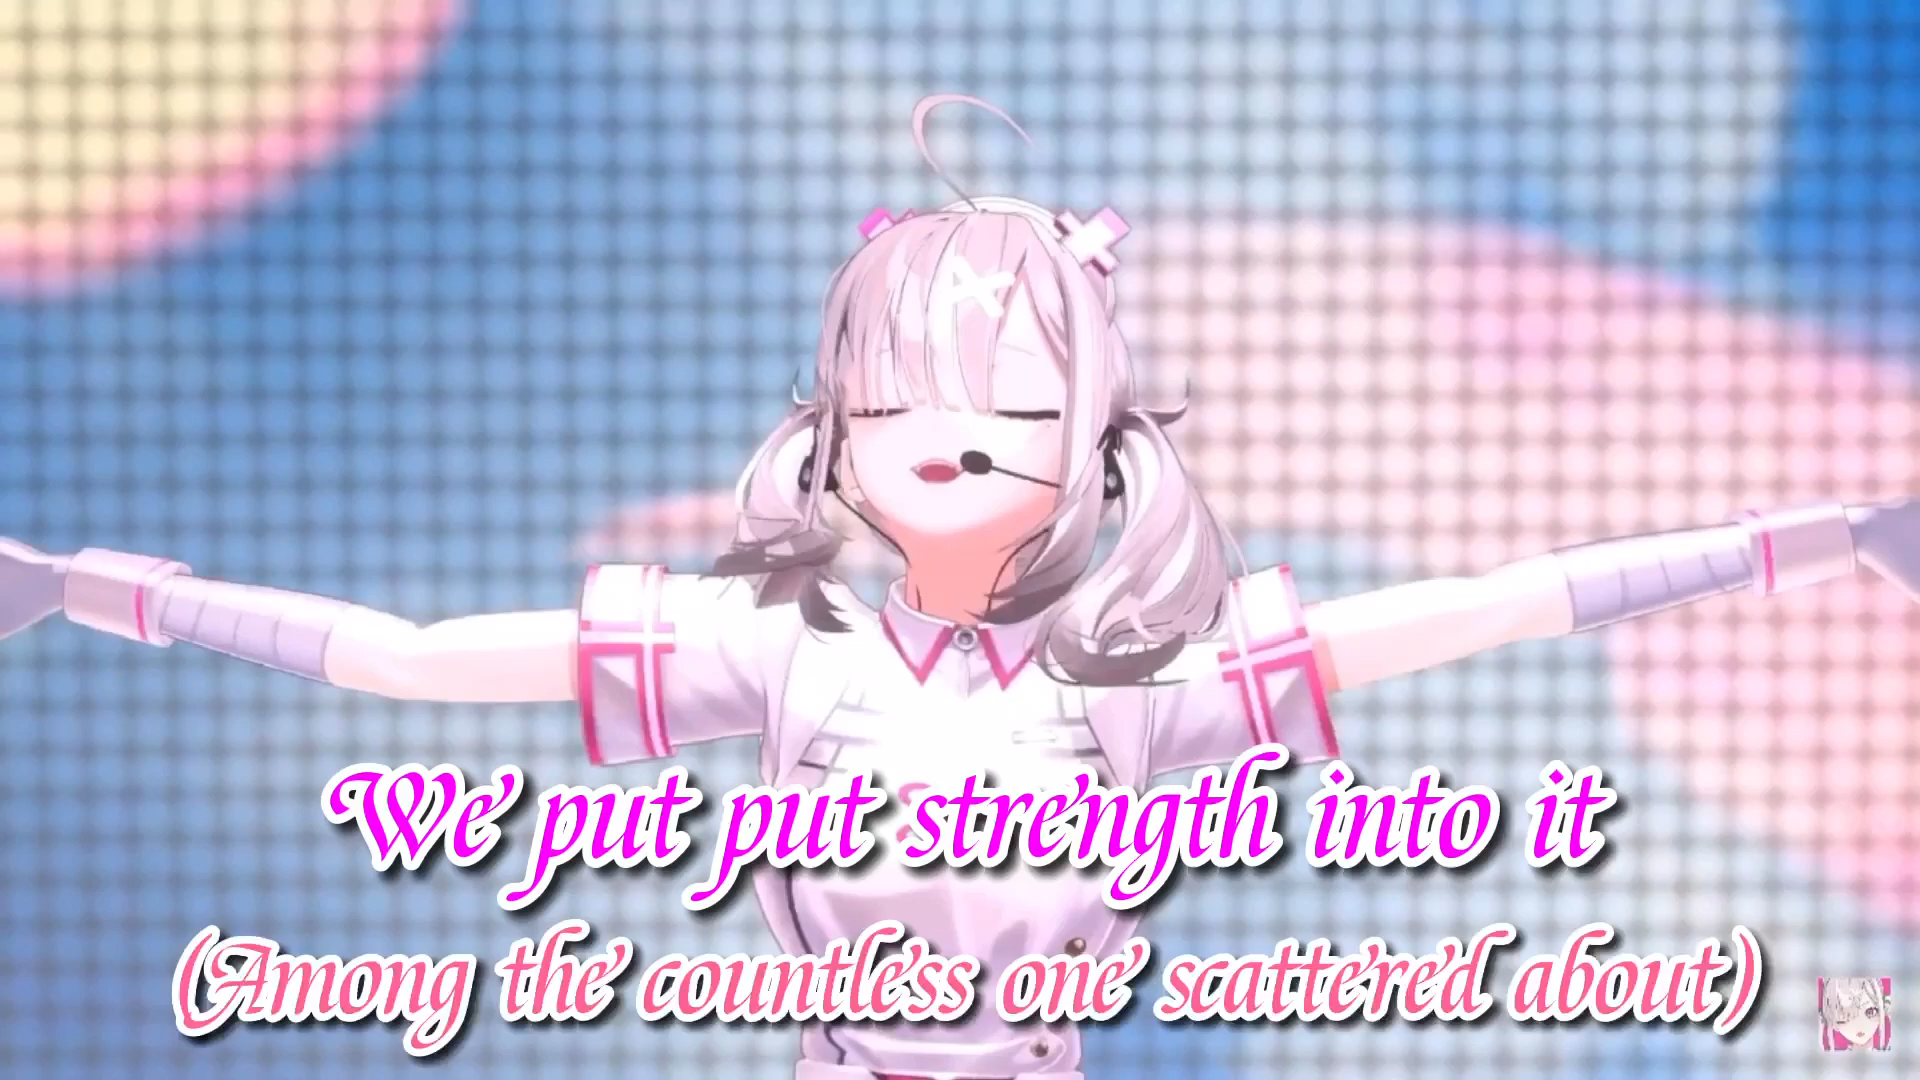 We put put strength into it
(Among the countless one scattered about)